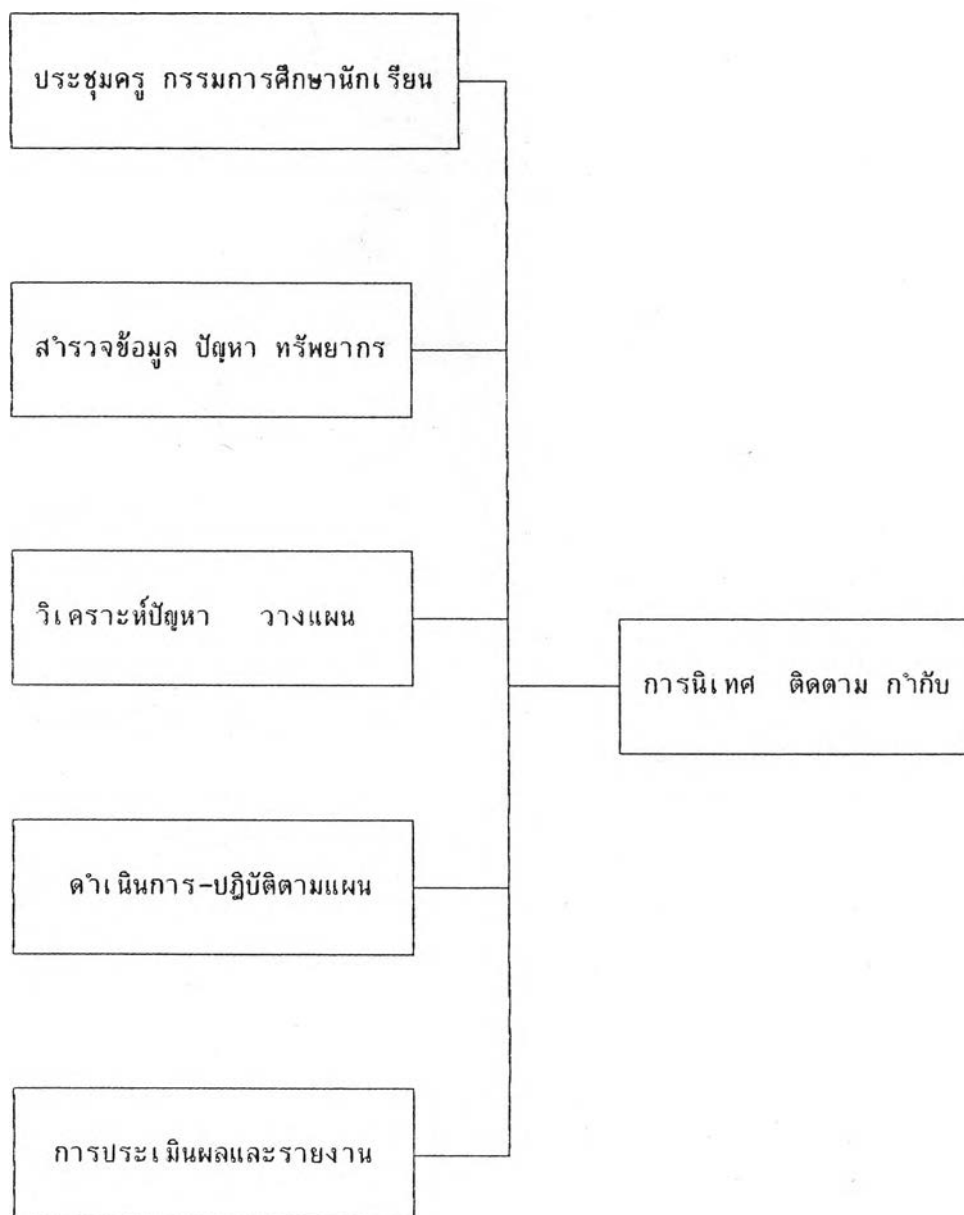 ประชุมครู กรรมการศึกษานักเรียน
สำรวจข้อมูล ปัญหา ทรัพยากร
วิเคราะห์ปัญหา วางแผน
การนิเทศ ติดตาม กำกับ
ดำเนินการ-ปฏิบัติตามแผน
การประเมินผลและรายงาน